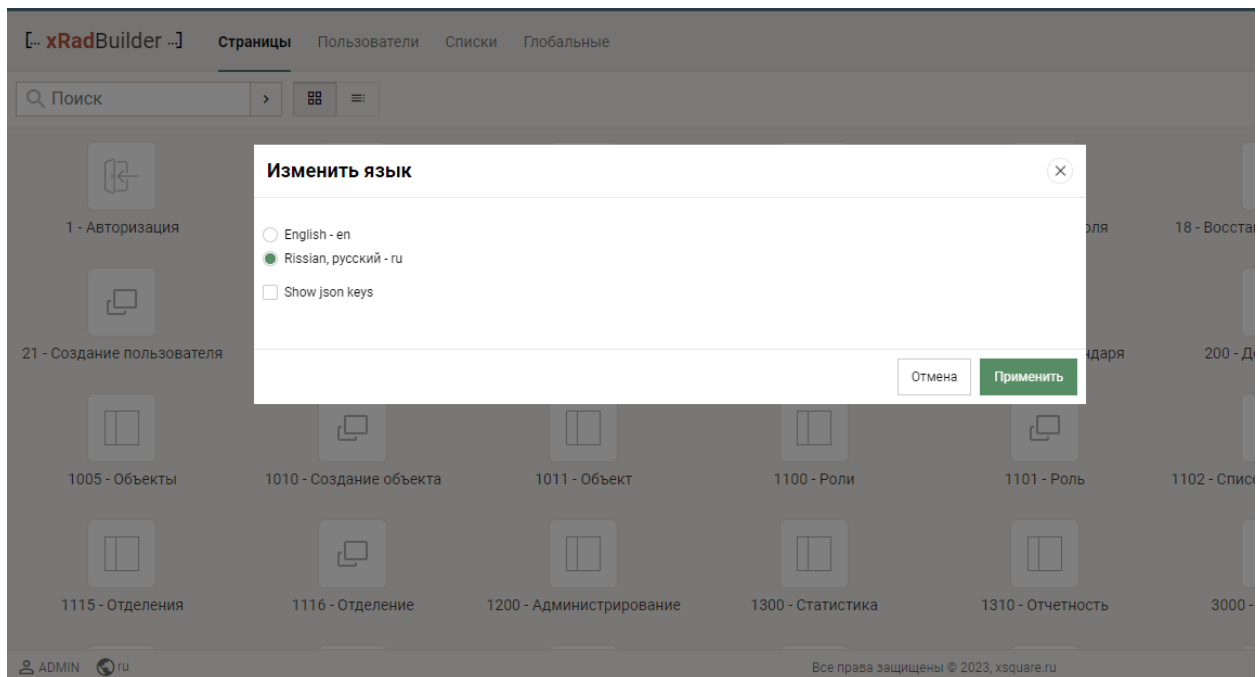 [.. xRadBuilder ..] Страницы Пользователи Списки Глобальные
Поиск
Изменить язык
English - en
Rissian, русский - ru
Show json keys
Отмена Применить
1 - Авторизация
18 -
21 - Создание пользователя
200 -
1005 - Объекты 1010 - Создание объекта 1011 - Объект 1100 - Роли 1101 - Роль 1102 -
1115 - Отделения 1116 - Отделение 1200 - Администрирование 1300 - Статистика 1310 - Отчетность 3000 -
ADMIN ru Все права защищены © 2023, xsquare.ru